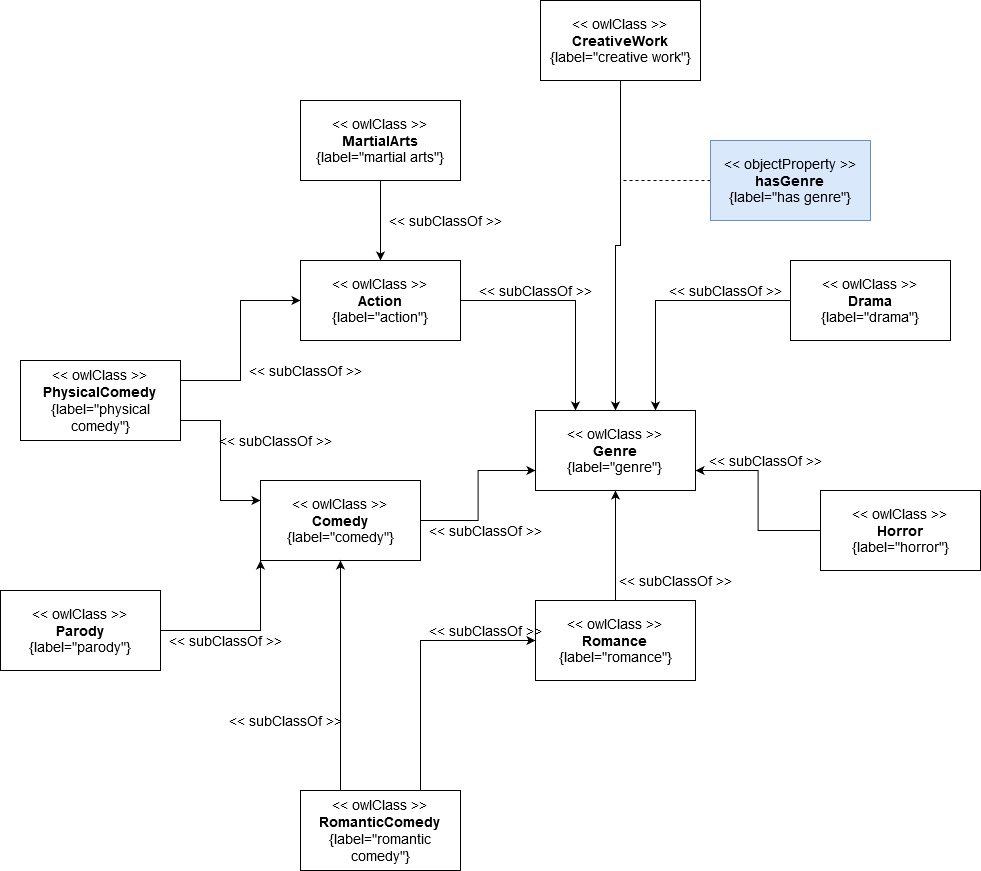 << owlClass >>
CreativeWork
{label="creative work"}
<< owlClass >>
MartialArts
{label="martial arts"}
<< objectProperty >>
hasGenre
{label="has genre"}
<< subClassOf >>
<< owlClass >>
Action
{label="action"}
<< subClassOf >>
<< subClassOf >>
<< owlClass >>
Drama
{label="drama"}
<< owlClass >>
PhysicalComedy
{label="physical
comedy"}
<< subClassOf >>
<< subClassOf >>
<< owlClass >>
Genre
{label="genre"}
<< subClassOf >>
<< owlClass >>
Comedy
{label="comedy"}
<< subClassOf >>
<< owlClass >>
Horror
{label="horror"}
<< subClassOf >>
<< owlClass >>
Parody
{label="parody"}
<< subClassOf >>
<< subClassOf >>
<< owlClass >>
Romance
{label="romance"}
<< subClassOf >>
<< owlClass >>
RomanticComedy
{label="romantic
comedy"}